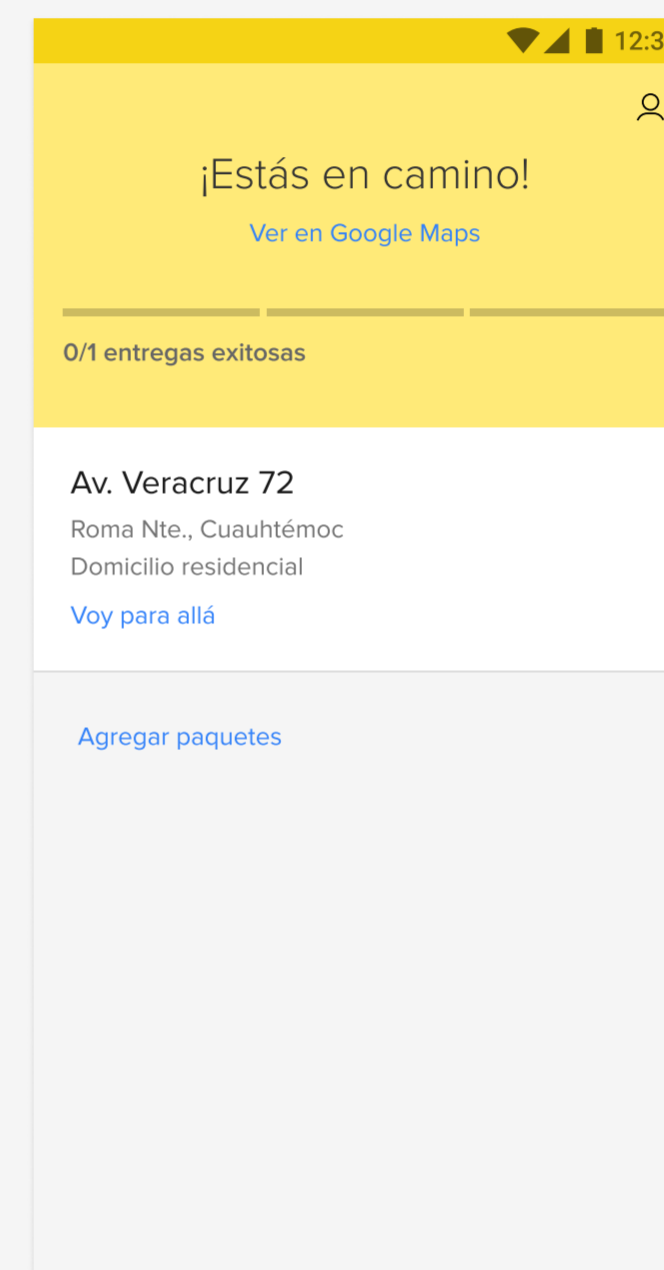 12:3
¡Estás en camino!
Ver en Google Maps
0/1 entregas exitosas
Av. Veracruz 72
Roma Nte., Cuauhtémoc
Domicilio residencial
Voy para allá
Agregar paquetes